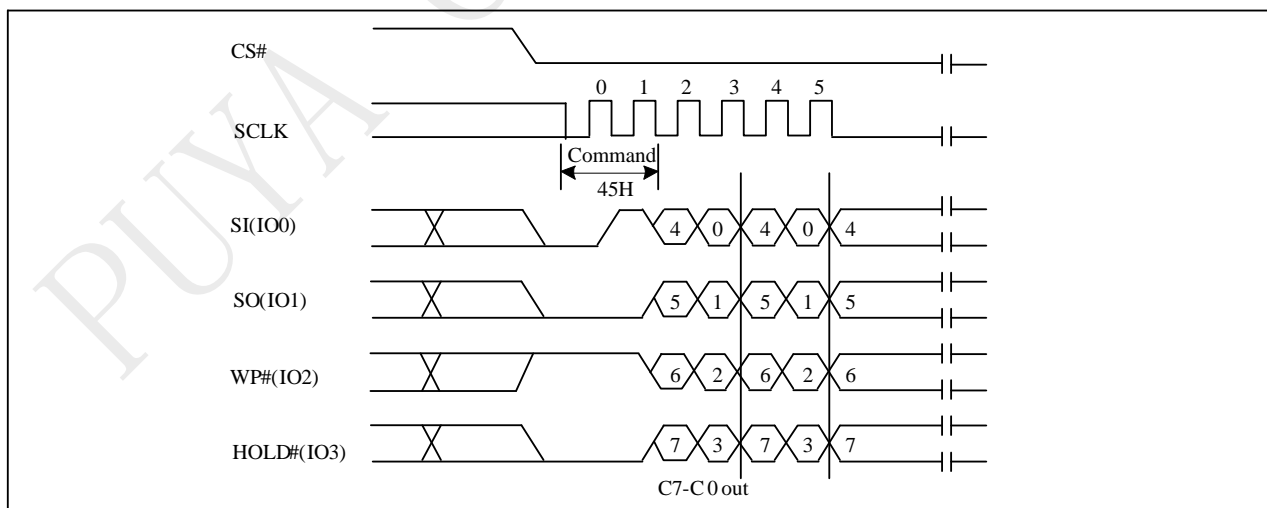 PUYA
CS#
0 1 2 3 4 5
SCLK
Command
45H
SI(IO0) 4 0 4 0 4
SO(IO1) 5 1 5 1 5
WP#(IO2) 6 2 6 2 6
HOLD#(IO3) 7 3 7 3 7
C7-C 0 out